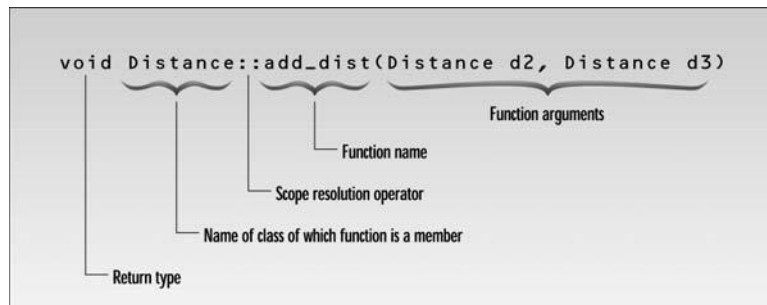 void Distance::add_dist(Distance d2, Distance d3)
Function arguments
Function name
Scope resolution operator
Name of class of which function is a member
Return type